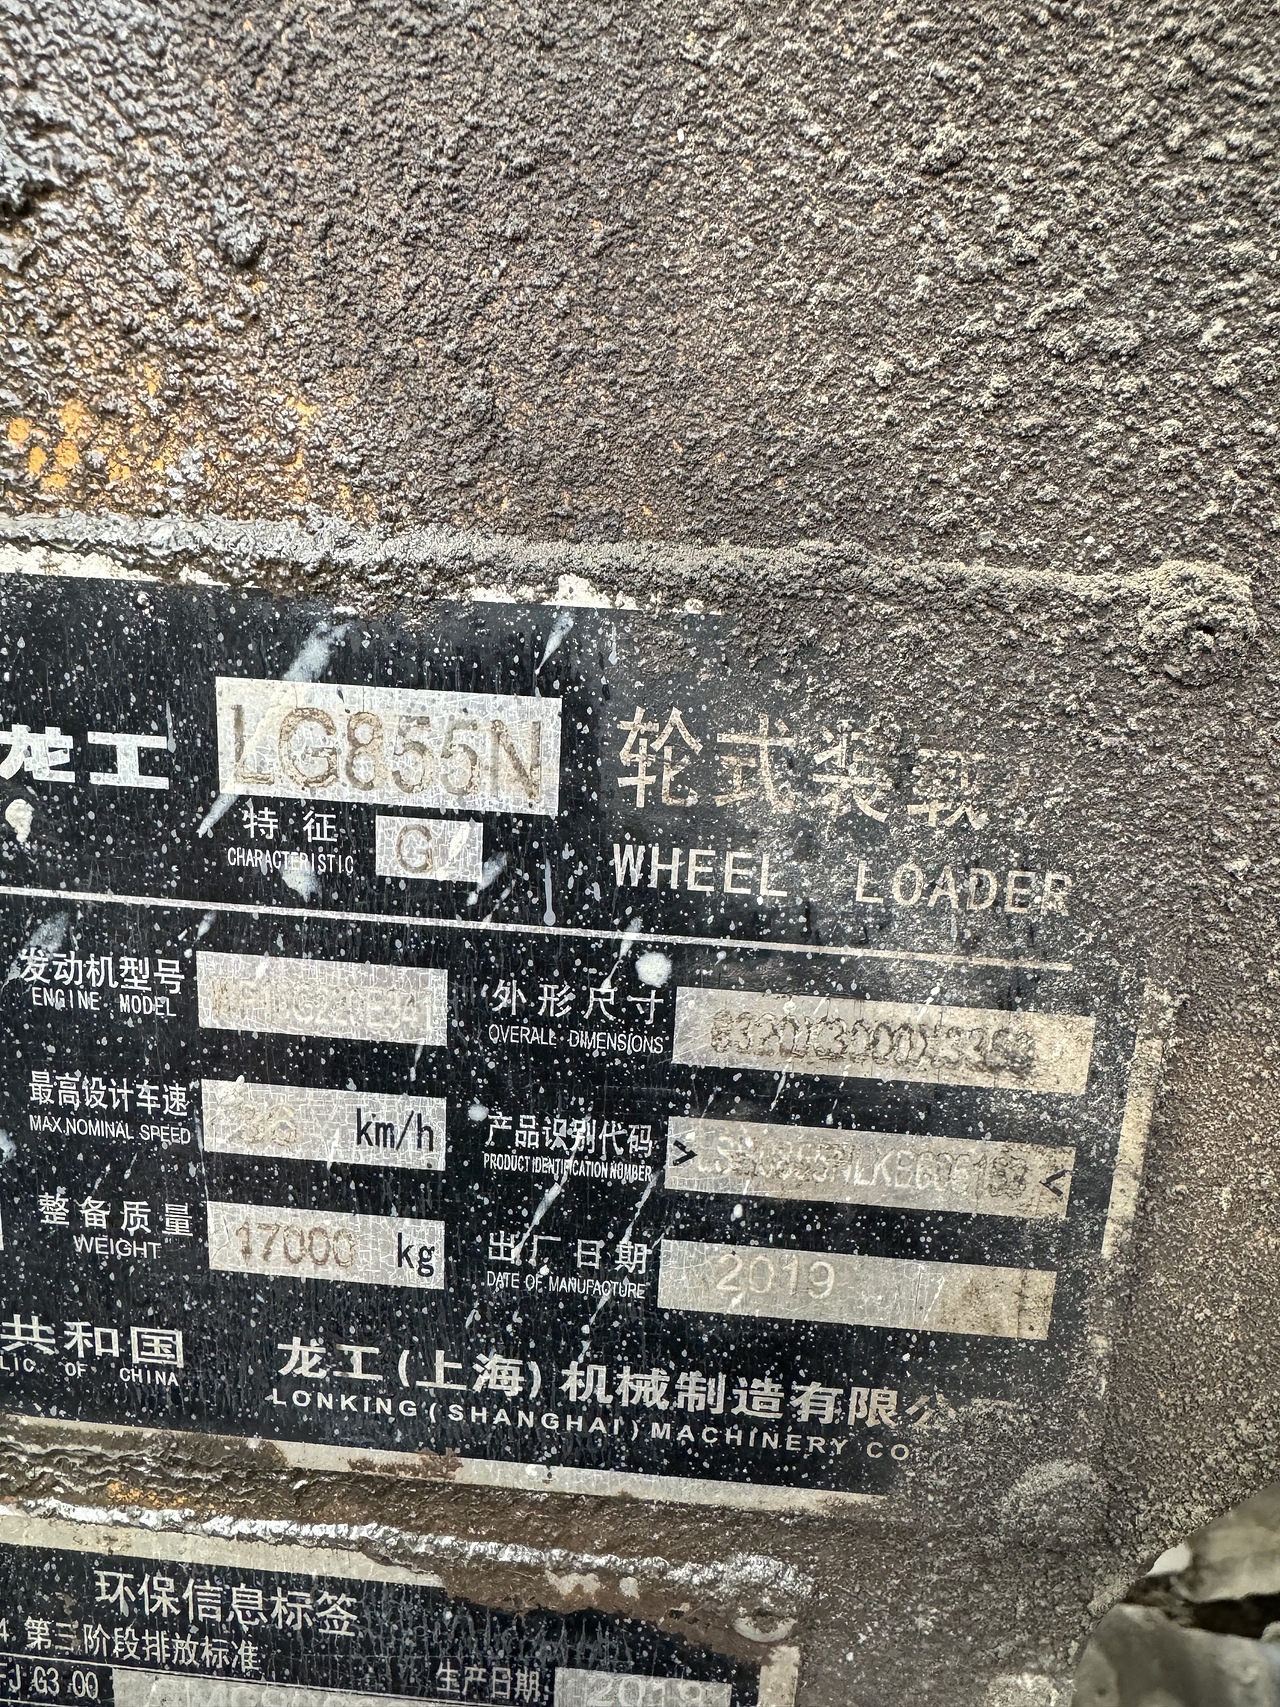 龙工 LG855N 轮式装载
特征 G
CHARACTERISTIC
WHEEL LOADER
发动机型号
ENGINE MODEL
外形尺寸
OVERALL DIMENSIONS
最高设计车速 km/h
MAX.NOMINAL SPEED
产品识别代码
PRODUCT IDENTIFICATION NUMBER
整备质量 17000 kg
WEIGHT
出厂日期 2019
DATE OF MANUFACTURE
共和国
LIC. OF CHINA
龙工(上海)机械制造有限公
LONKING(SHANGHAI)MACHINERY CO
环保信息标签
第三阶段排放标准
G3 00
生产日期: 2019